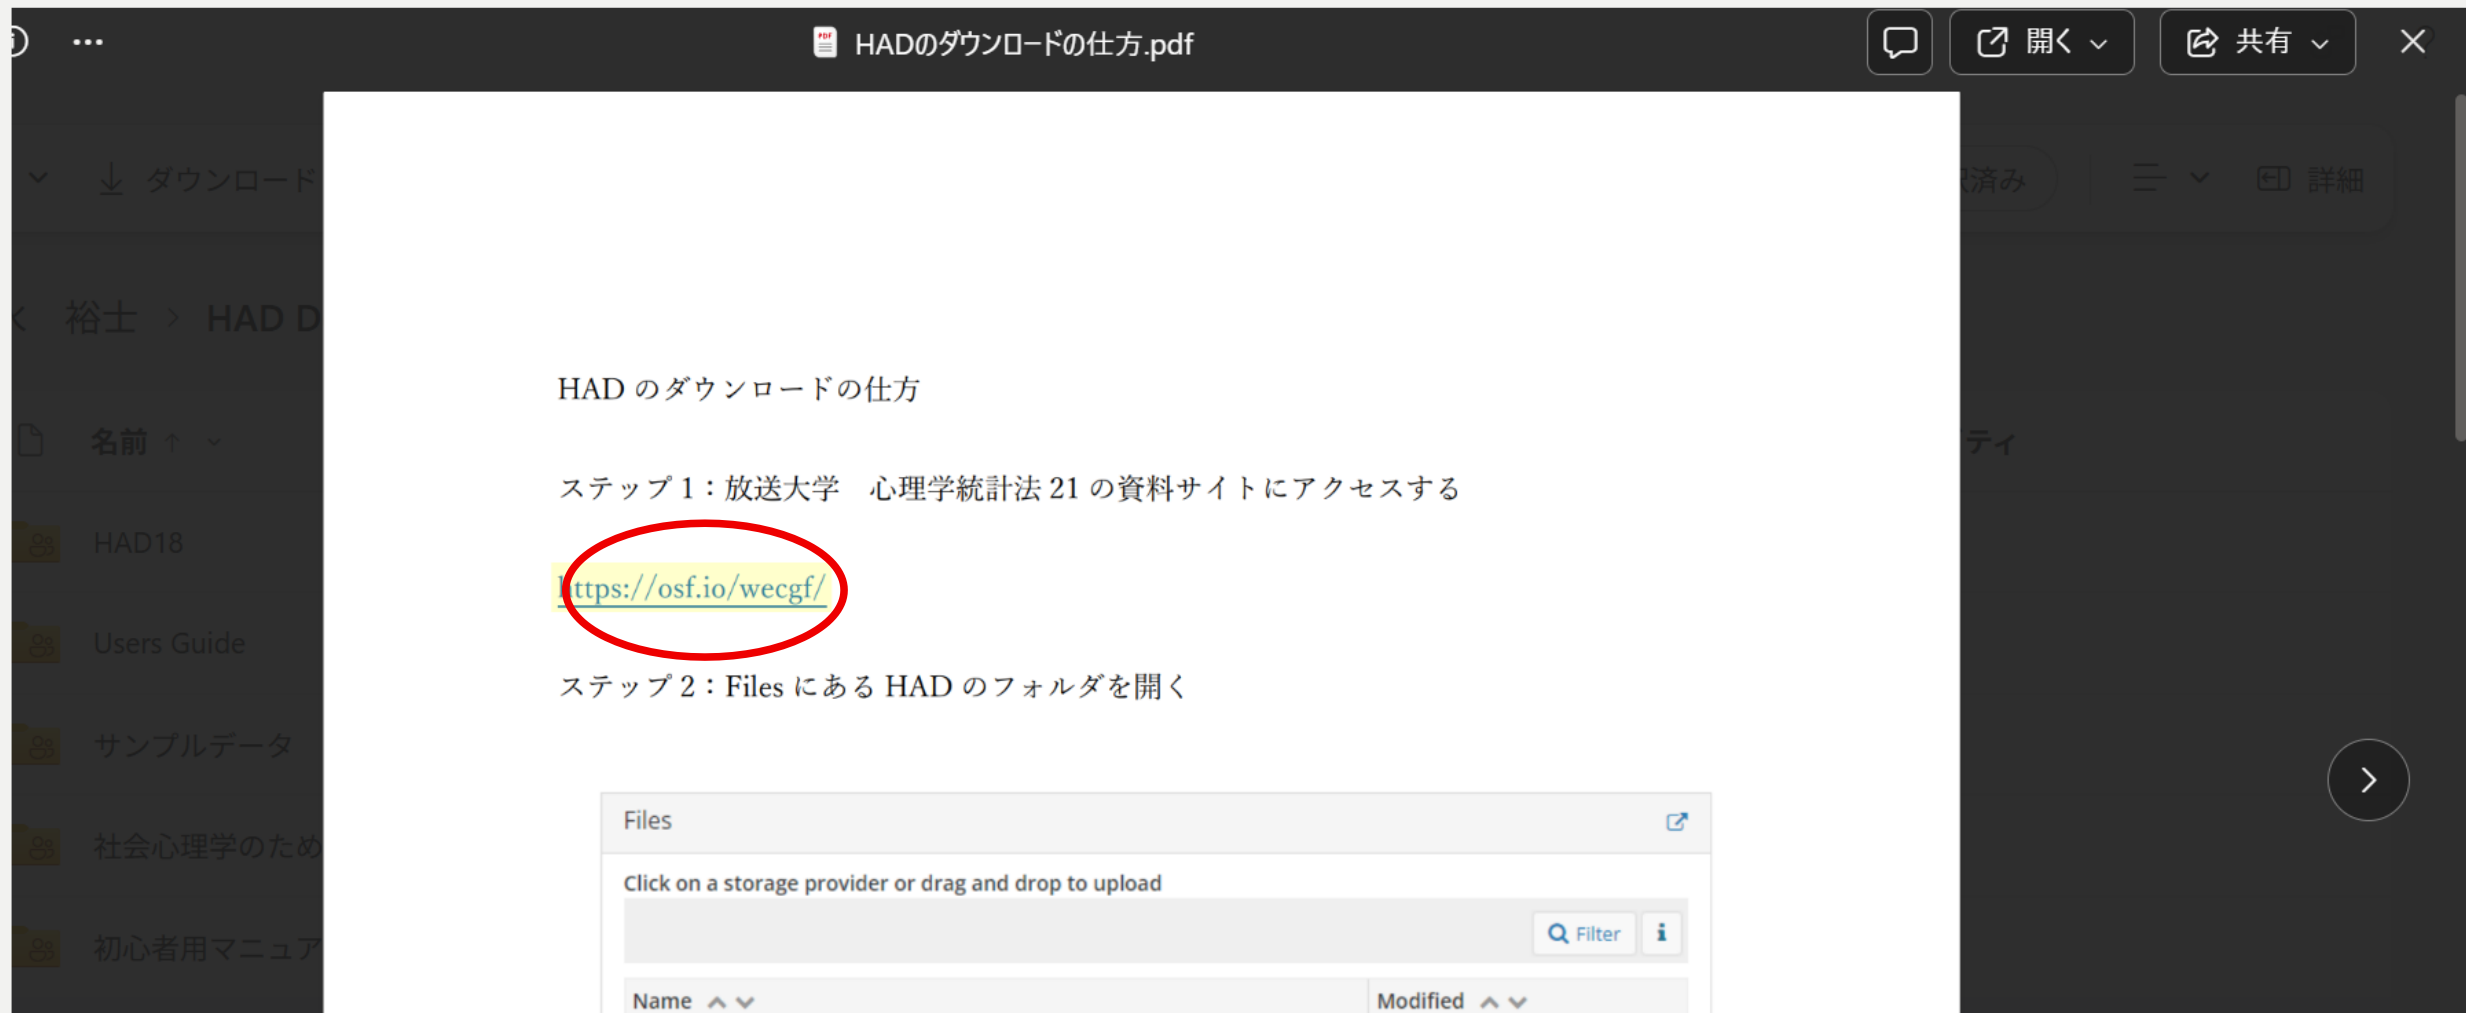 HADのダウンロードの仕方.pdf
開く
共有
ダウンロード
択済み
詳細
裕士 > HAD D
名前
ティ
HAD18
Users Guide
サンプルデータ
社会心理学のため
初心者用マニュア
HAD のダウンロードの仕方
ステップ 1：放送大学　心理学統計法 21 の資料サイトにアクセスする
https://osf.io/wecgf/
ステップ 2：Files にある HAD のフォルダを開く
Files
Click on a storage provider or drag and drop to upload
Filter
Name
Modified